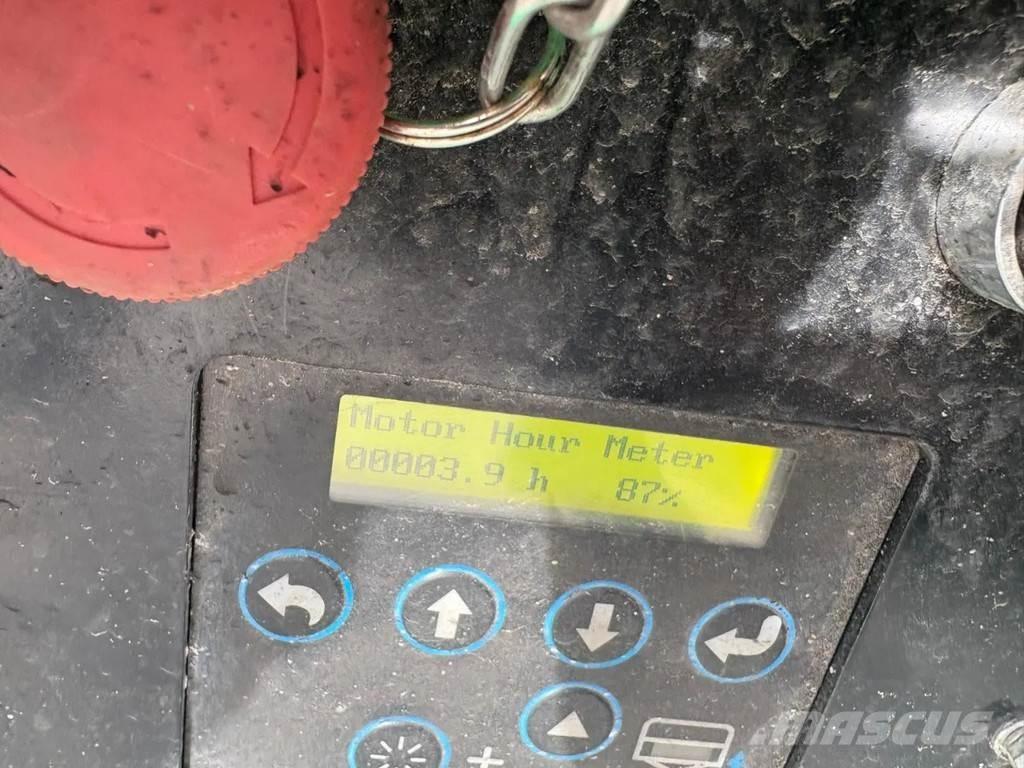 Motor Hour Meter
00003.9 h 87%
+
MASCUS